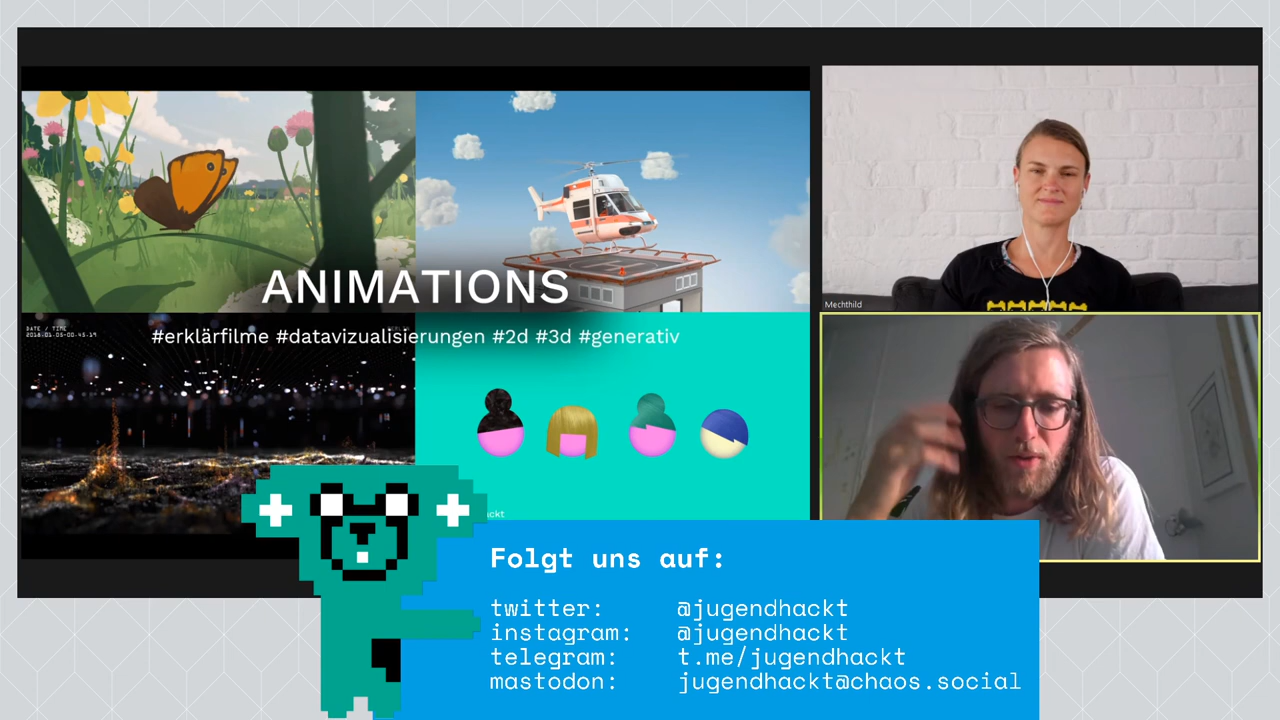 ANIMATIONS
DATE / TIME
#erklärfilme #datavizualisierungen #2d #3d #generativ
Mechthild
ckt
Folgt uns auf:
twitter: @jugendhackt
instagram: @jugendhackt
telegram: t.me/jugendhackt
mastodon: jugendhackt@chaos.social